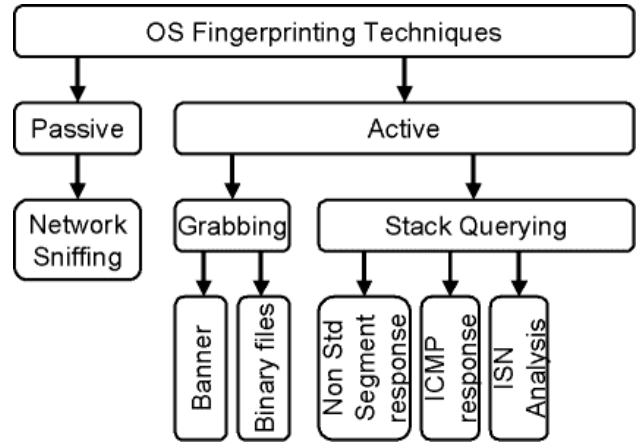 OS Fingerprinting Techniques
Passive
Active
Network
Sniffing
Grabbing
Stack Querying
Banner
Binary files
Non Std
Segment
response
ICMP
response
ISN
Analysis